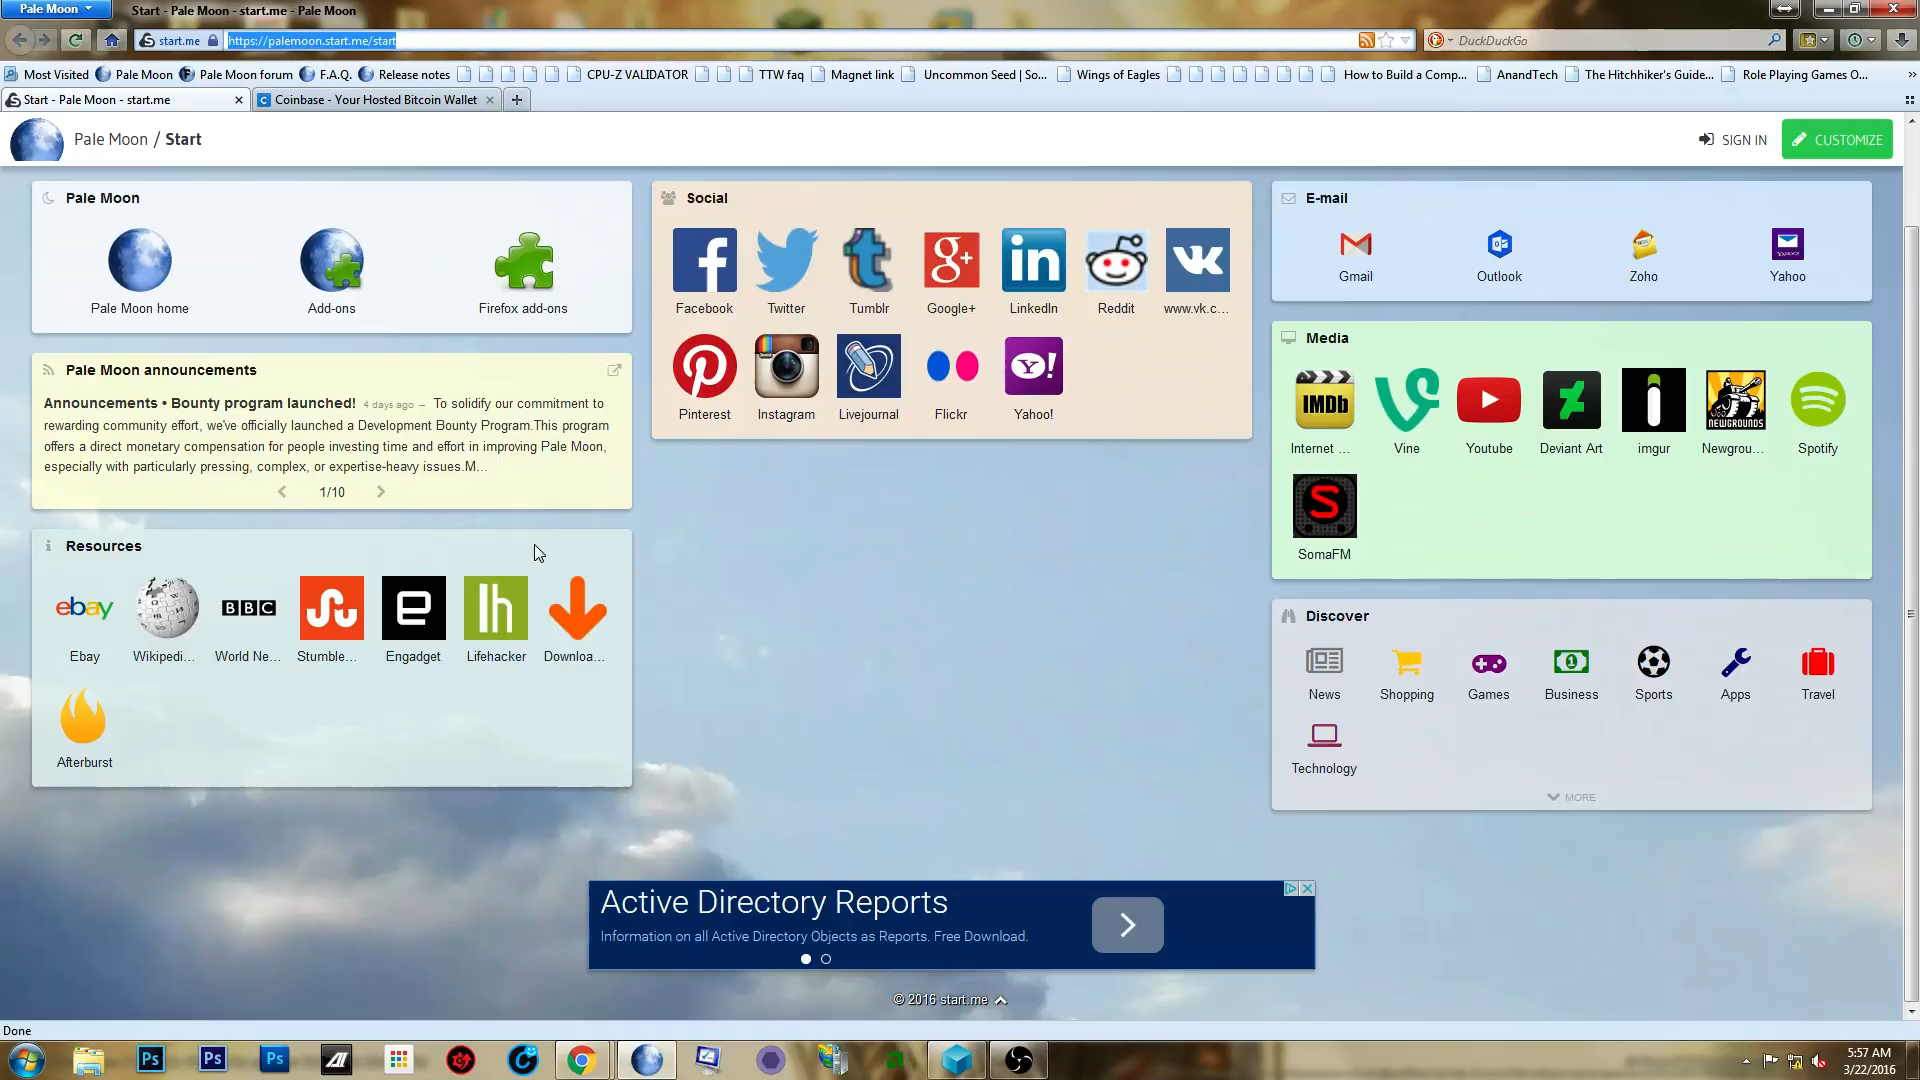 Pale Moon
Start - Pale Moon - start.me - Pale Moon
start.me
https://palemoon.start.me/start
DuckDuckGo
Most Visited
Pale Moon
Pale Moon forum
F.A.Q.
Release notes
CPU-Z VALIDATOR
TTW faq
Magnet link
Uncommon Seed | So...
Wings of Eagles
How to Build a Comp...
AnandTech
The Hitchhiker's Guide...
Role Playing Games O...
Start - Pale Moon - start.me
Coinbase - Your Hosted Bitcoin Wallet
Pale Moon / Start
SIGN IN
CUSTOMIZE
Pale Moon
Pale Moon home
Add-ons
Firefox add-ons
Pale Moon announcements
Announcements • Bounty program launched! 4 days ago – To solidify our commitment to
rewarding community effort, we've officially launched a Development Bounty Program.This program
offers a direct monetary compensation for people investing time and effort in improving Pale Moon,
especially with particularly pressing, complex, or expertise-heavy issues.M...
1/10
Resources
ebay
BBC
e
lh
Ebay
Wikipedi...
World Ne...
Stumble...
Engadget
Lifehacker
Downloa...
Afterburst
Social
f
t
g+
in
Facebook
Twitter
Tumblr
Google+
LinkedIn
Reddit
www.vk.c...
Y!
Pinterest
Instagram
Livejournal
Flickr
Yahoo!
E-mail
Gmail
Outlook
Zoho
Yahoo
Media
IMDb
NEWGROUNDS
Internet ...
Vine
Youtube
Deviant Art
imgur
Newgrou...
Spotify
S
SomaFM
Discover
News
Shopping
Games
Business
Sports
Apps
Travel
Technology
MORE
Active Directory Reports
Information on all Active Directory Objects as Reports. Free Download.
© 2016 start.me
Done
Ps
Ps
Ps
5:57 AM
3/22/2016